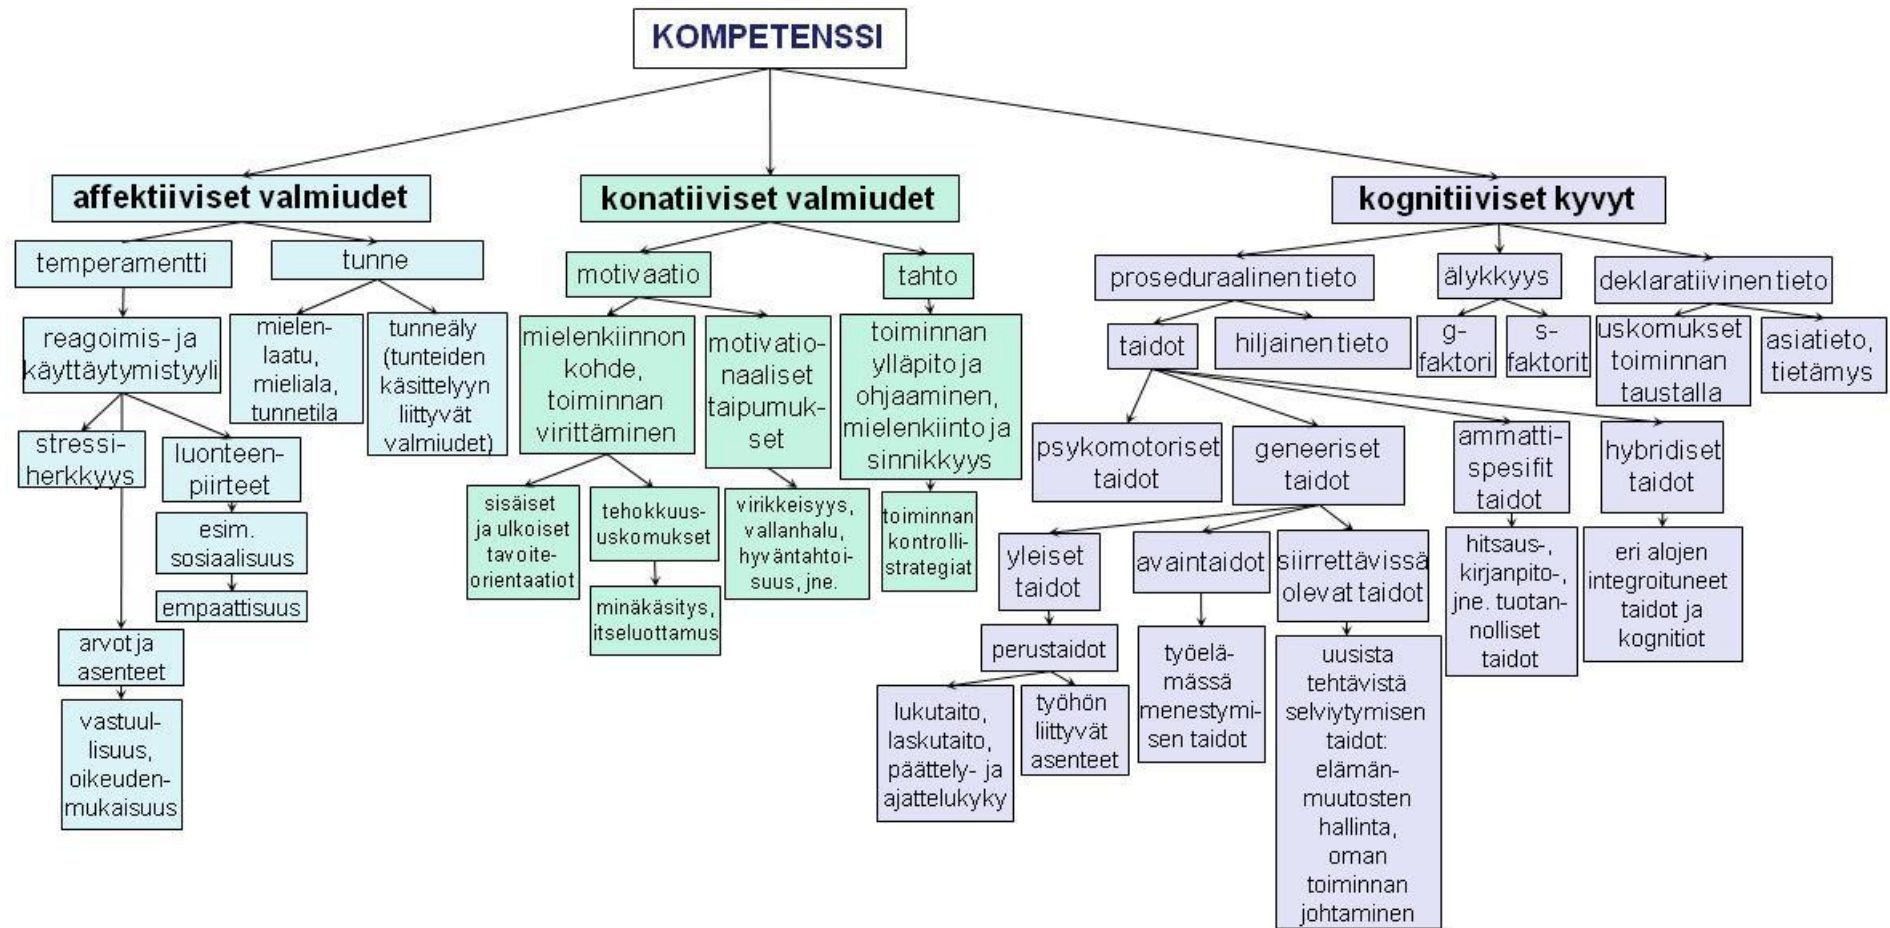 KOMPETENSSI
affektiiviset valmiudet
konatiiviset valmiudet
kognitiiviset kyvyt
temperamentti
tunne
motivaatio
tahto
proseduraalinen tieto
älykkyys
deklaratiivinen tieto
reagoimis- ja
käyttäytymistyyli
mielen-
laatu,
mieliala,
tunnetila
tunneäly
(tunteiden
käsittelyyn
liittyvät
valmiudet)
mielenkiinnon
kohde,
toiminnan
virittäminen
motivatio-
naaliset
taipumuk-
set
toiminnan
ylläpito ja
ohjaaminen,
mielenkiinto ja
sinnikkyys
taidot
hiljainen tieto
g-
faktori
s-
faktorit
uskomukset
toiminnan
taustalla
asiatieto,
tietämys
stressi-
herkkyys
luonteen-
piirteet
psykomotoriset
taidot
geneeriset
taidot
ammatti-
spesifit
taidot
hybridiset
taidot
sisäiset
ja ulkoiset
tavoite-
orientaatiot
tehokkuus-
uskomukset
virikkeisyys,
vallanhalu,
hyväntahtoi-
suus, jne.
toiminnan
kontrolli-
strategiat
esim.
sosiaalisuus
empaattisuus
minäkäsitys,
itseluottamus
yleiset
taidot
avaintaidot
siirrettävissä
olevat taidot
hitsaus-,
kirjanpito-,
jne. tuotan-
nolliset
taidot
eri alojen
integroituneet
taidot ja
kognitiot
arvot ja
asenteet
perustaidot
työelä-
mässä
menestymi-
sen taidot
uusista
tehtävistä
selviytymisen
taidot:
elämän-
muutosten
hallinta,
oman
toiminnan
johtaminen
vastuul-
lisuus,
oikeuden-
mukaisuus
lukutaito,
laskutaito,
päättely- ja
ajattelukyky
työhön
liittyvät
asenteet